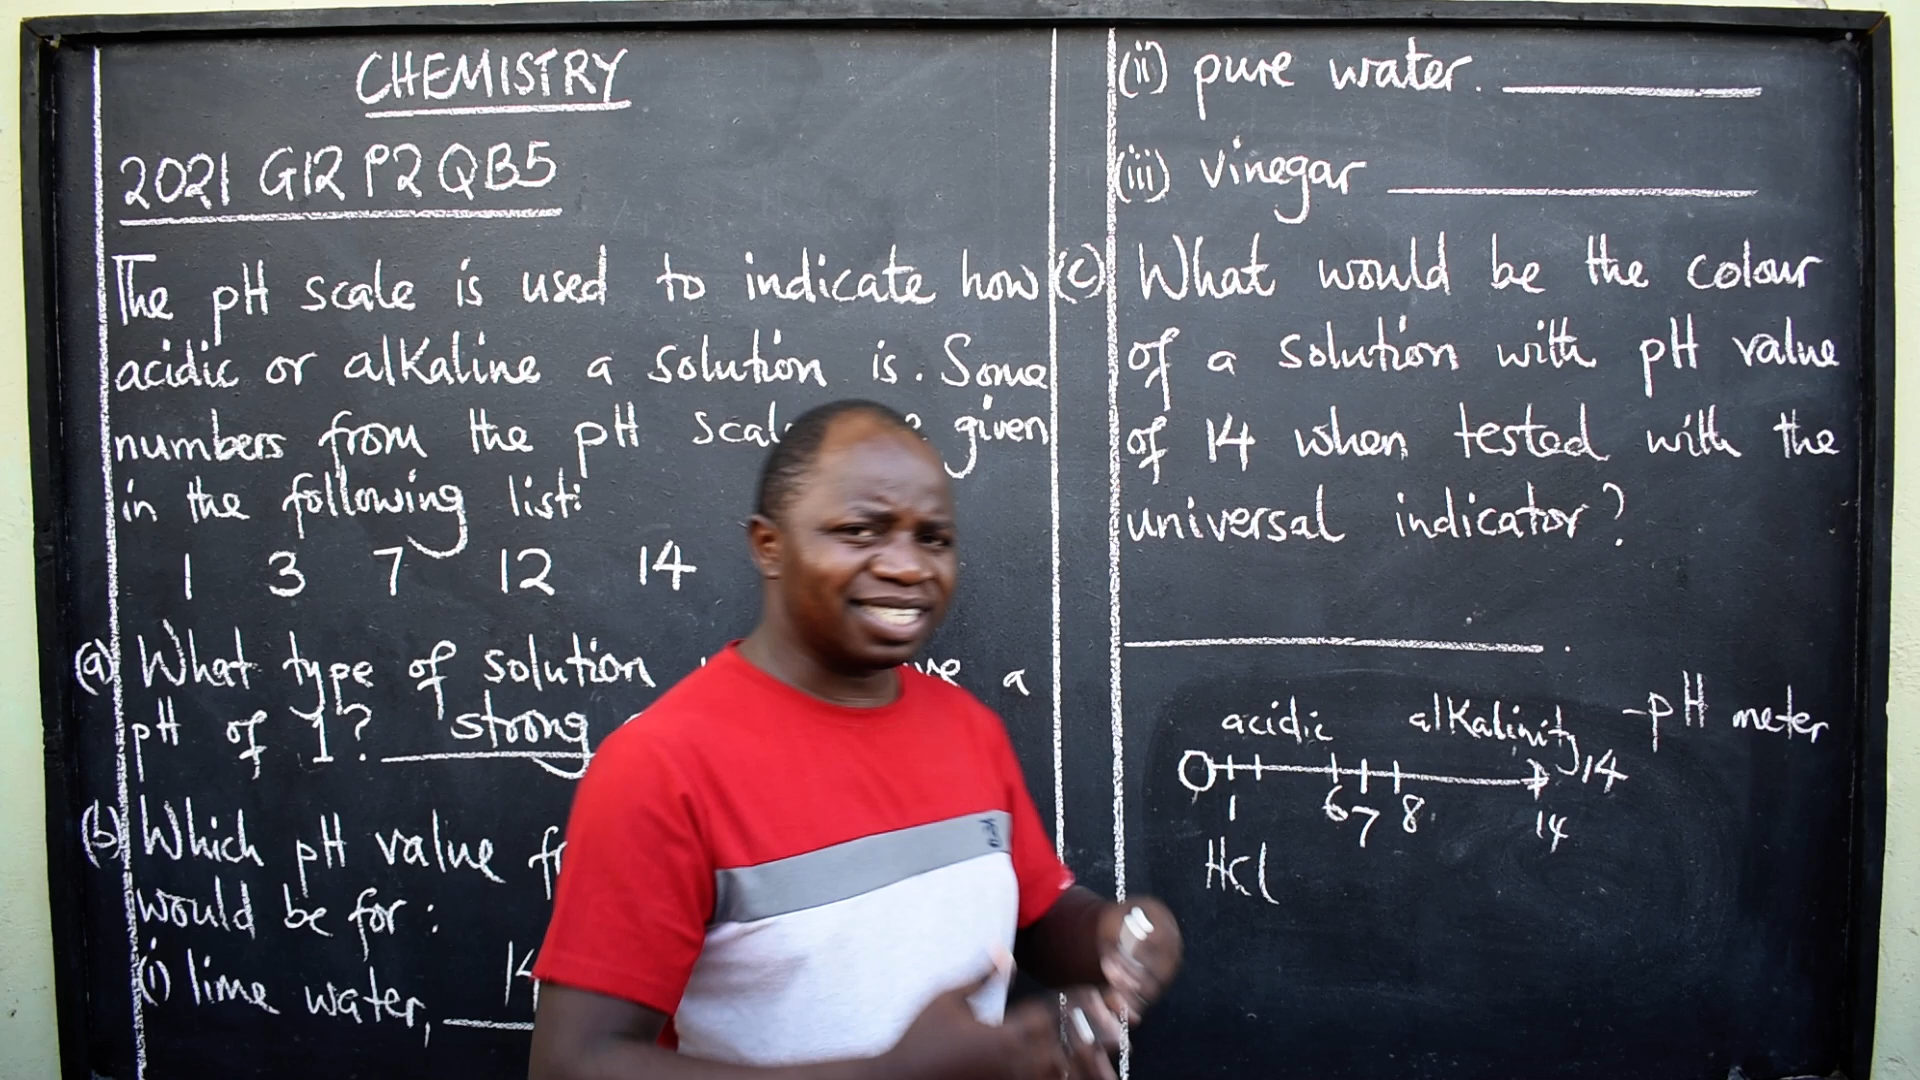 CHEMISTRY
2021 G12 P2 QB5
The pH scale is used to indicate how
acidic or alkaline a solution is. Some
numbers from the pH given
in the following list:
1 3 7 12 14
(a) What type of solution a
pH of 1? strong
(b) Which pH value
would be for:
(i) lime water,
(ii) pure water.
(iii) vinegar
(c) What would be the colour
of a solution with pH value
of 14 when tested with the
universal indicator?
acidic alkalinity - pH meter
0 14
1 6 7 8 14
HCl